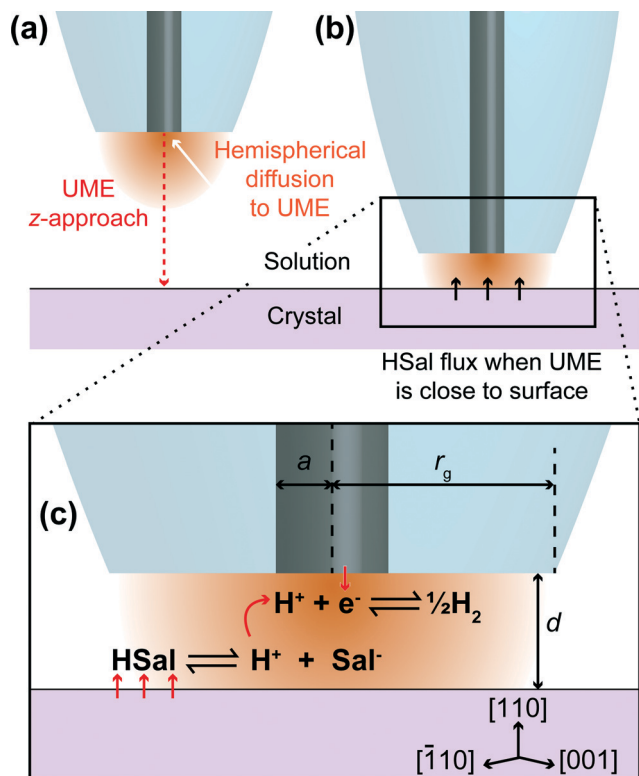 (a)
(b)
UME
z-approach
Hemispherical
diffusion
to UME
Solution
Crystal
HSal flux when UME
is close to surface
(c)
a
r_g
H⁺ + e⁻ ⇌ ½H₂
d
HSal ⇌ H⁺ + Sal⁻
[110]
[1̄10]
[001]